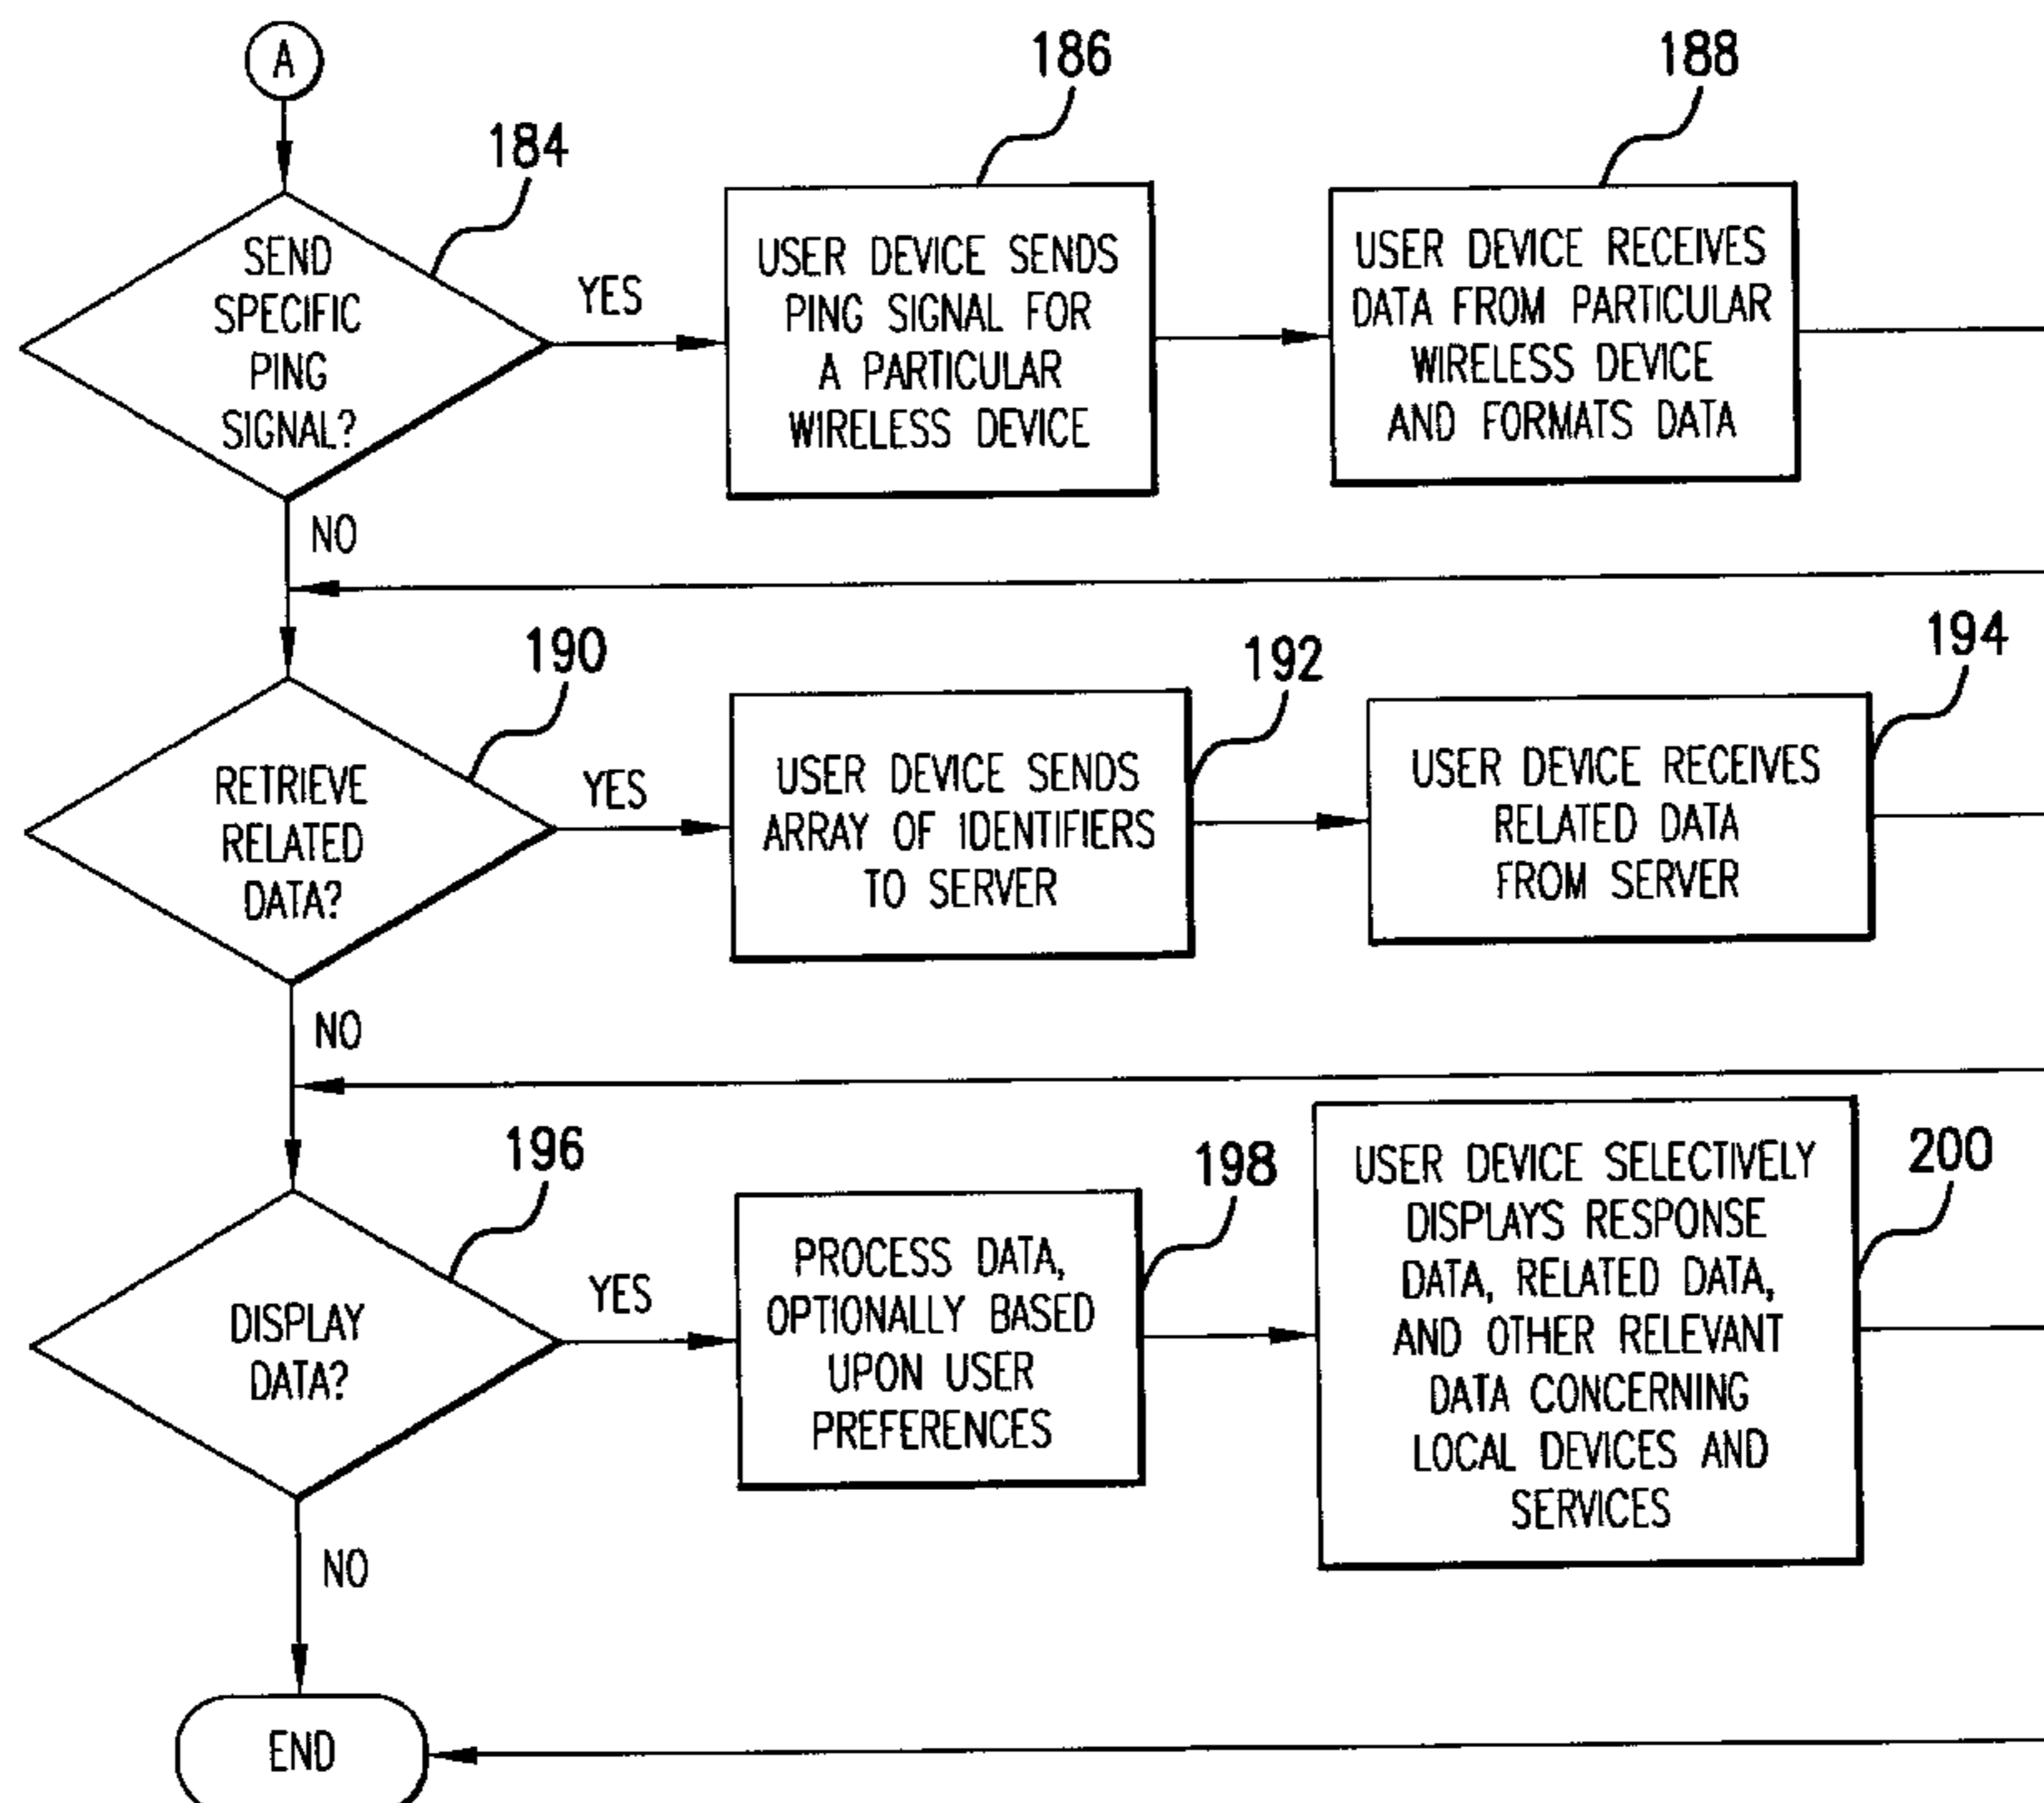 A
184
SEND
SPECIFIC
PING
SIGNAL?
YES
186
USER DEVICE SENDS
PING SIGNAL FOR
A PARTICULAR
WIRELESS DEVICE
188
USER DEVICE RECEIVES
DATA FROM PARTICULAR
WIRELESS DEVICE
AND FORMATS DATA
NO
190
RETRIEVE
RELATED
DATA?
YES
192
USER DEVICE SENDS
ARRAY OF IDENTIFIERS
TO SERVER
194
USER DEVICE RECEIVES
RELATED DATA
FROM SERVER
NO
196
DISPLAY
DATA?
YES
198
PROCESS DATA,
OPTIONALLY BASED
UPON USER
PREFERENCES
200
USER DEVICE SELECTIVELY
DISPLAYS RESPONSE
DATA, RELATED DATA,
AND OTHER RELEVANT
DATA CONCERNING
LOCAL DEVICES AND
SERVICES
NO
END